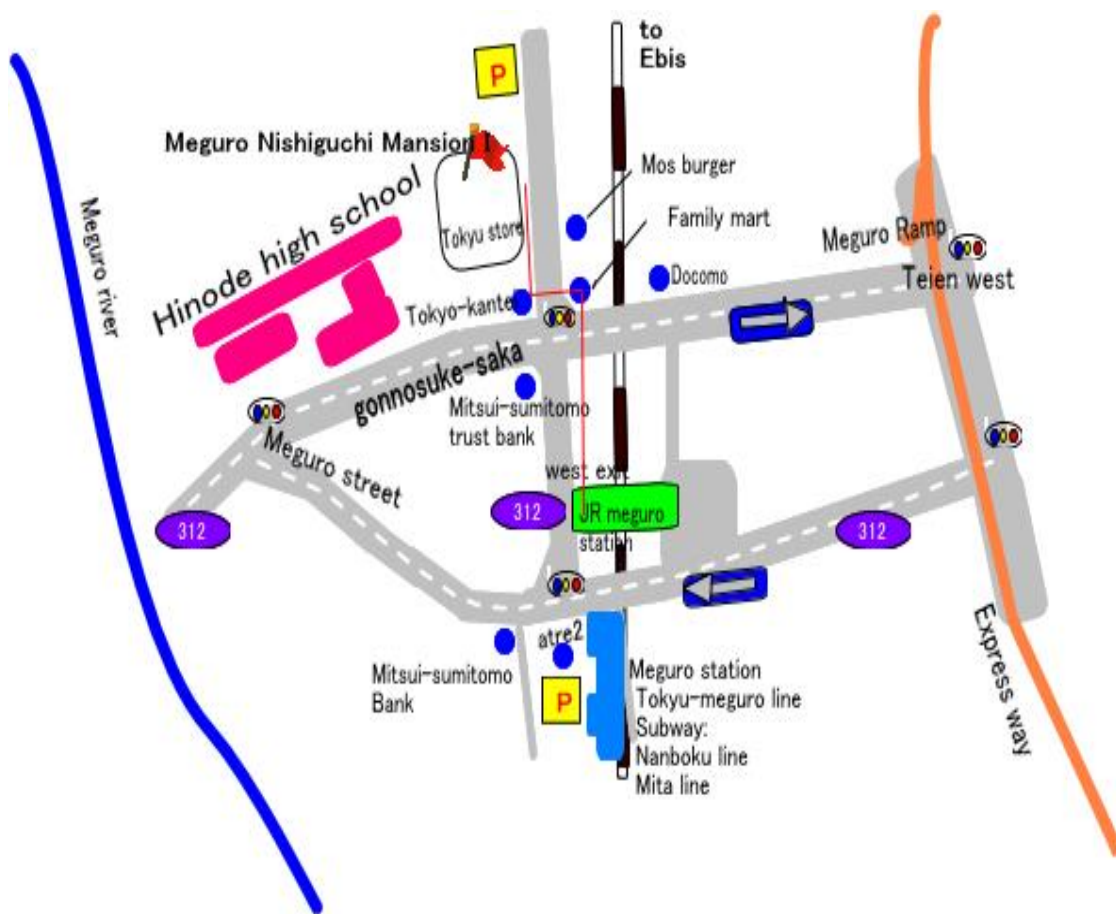 to
Ebis
P
Meguro Nishiguchi Mansion I
Mos burger
Hinode high school
Family mart
Meguro river
Tokyu store
Meguro Ramp
Docomo
Teien west
Tokyo-kante
gonnosuke-saka
Mitsui-sumitomo
trust bank
Meguro street
west exit
312
312
JR meguro
station
312
atre2
Mitsui-sumitomo
Bank
P
Meguro station
Tokyu-meguro line
Subway:
Nanboku line
Mita line
Express way